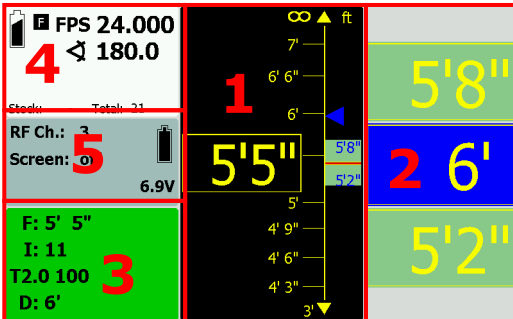 F FPS 24.000
180.0
4
Stock: Total: 21
RF Ch.: 3
Screen: on
5
6.9V
F: 5' 5"
I: 11
T2.0 100
D: 6'
3
∞ ft
7'
6' 6"
1
6'
5'8"
5'5"
5'2"
5'
4' 9"
4' 6"
4' 3"
3'
5'8"
2 6'
5'2"